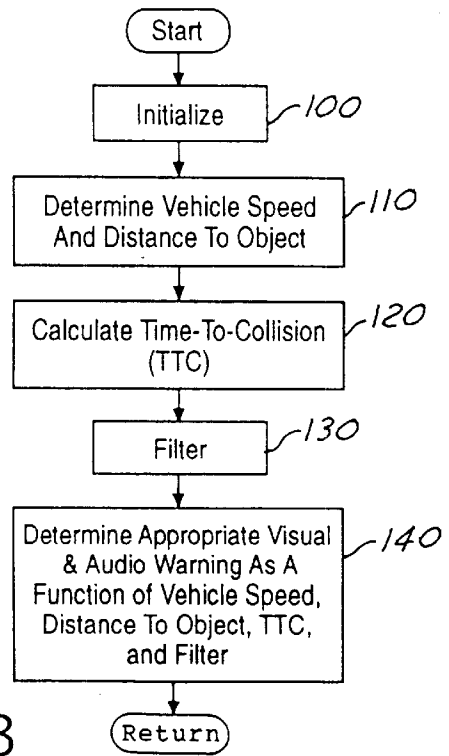 Start
Initialize
100
Determine Vehicle Speed
And Distance To Object
110
Calculate Time-To-Collision
(TTC)
120
Filter
130
Determine Appropriate Visual
& Audio Warning As A
Function of Vehicle Speed,
Distance To Object, TTC,
and Filter
140
Return